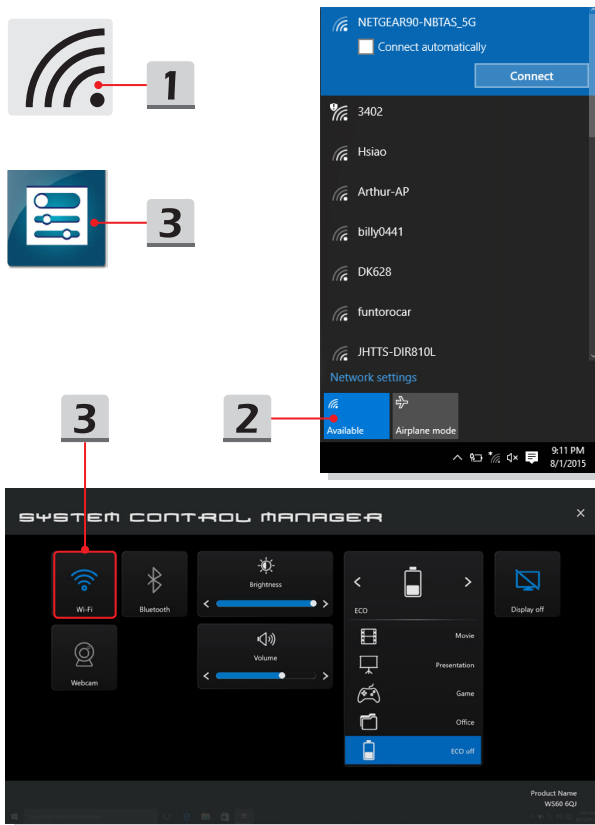 1
3
NETGEAR90-NBTAS_5G
Connect automatically
Connect
3402
Hsiao
Arthur-AP
billy0441
DK628
funtorocar
JHTTS-DIR810L
Network settings
Available
Airplane mode
9:11 PM
8/1/2015
3
2
SYSTEM CONTROL MANAGER
Wi-Fi
Bluetooth
Brightness
ECO
Display off
Webcam
Volume
Movie
Presentation
Game
Office
ECO off
Product Name
WS60 6QJ